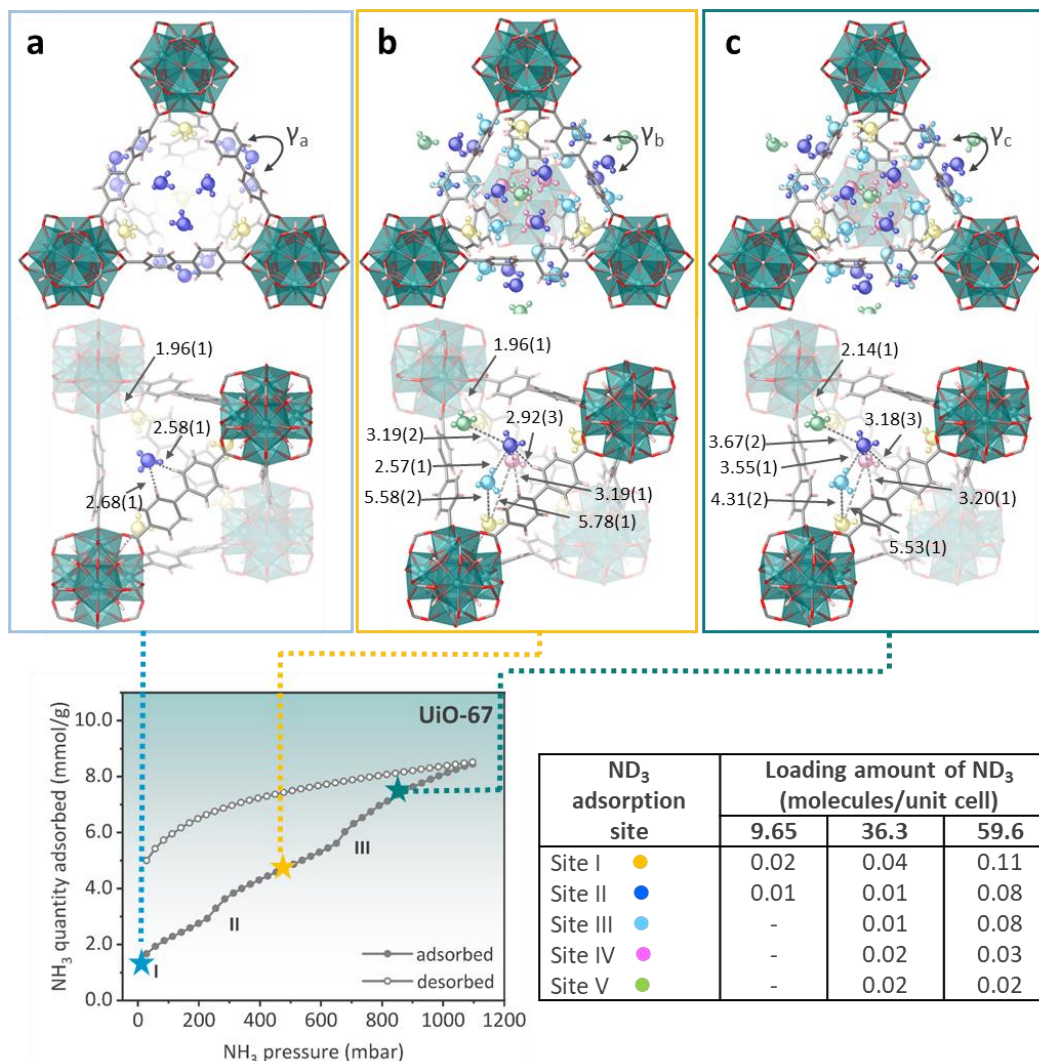 a
γa
b
γb
c
γc
1.96(1)
2.58(1)
2.68(1)
1.96(1)
2.92(3)
3.19(2)
2.57(1)
5.58(2)
3.19(1)
5.78(1)
2.14(1)
3.18(3)
3.67(2)
3.55(1)
4.31(2)
3.20(1)
5.53(1)
UiO-67
NH3 quantity adsorbed (mmol/g)
10.0
8.0
6.0
4.0
2.0
0.0
I
II
III
adsorbed
desorbed
0 200 400 600 800 1000 1200
NH3 pressure (mbar)
ND3 adsorption site Loading amount of ND3 (molecules/unit cell)
9.65 36.3 59.6
Site I 0.02 0.04 0.11
Site II 0.01 0.01 0.08
Site III - 0.01 0.08
Site IV - 0.02 0.03
Site V - 0.02 0.02